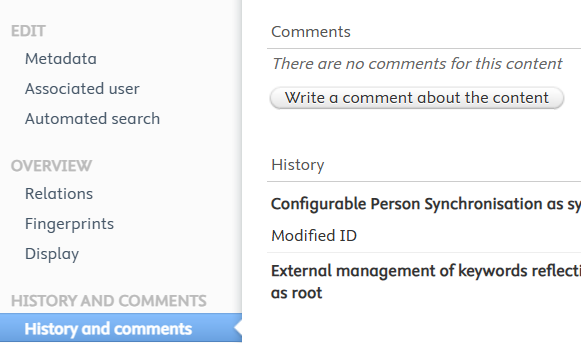 EDIT
Metadata
Associated user
Automated search
OVERVIEW
Relations
Fingerprints
Display
HISTORY AND COMMENTS
History and comments
Comments
There are no comments for this content
Write a comment about the content
History
Configurable Person Synchronisation as
Modified ID
External management of keywords
as root